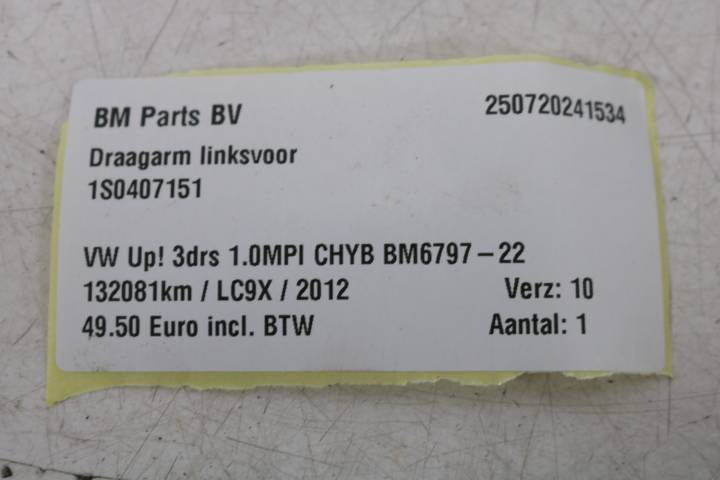 BM Parts BV 250720241534
Draagarm linksvoor
1S0407151
VW Up! 3drs 1.0MPI CHYB BM6797-22
132081km / LC9X / 2012 Verz: 10
49.50 Euro incl. BTW Aantal: 1